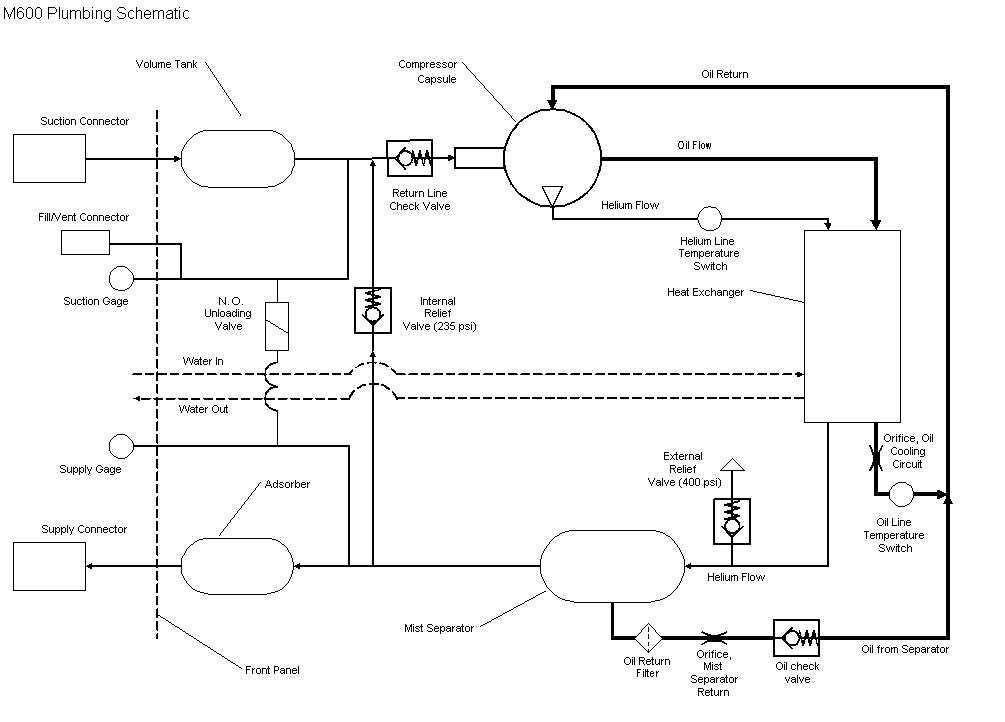 M600 Plumbing Schematic
Volume Tank
Compressor
Capsule
Oil Return
Suction Connector
Oil Flow
Return Line
Check Valve
Fill/Vent Connector
Helium Flow
Helium Line
Temperature
Switch
Suction Gage
N.O.
Unloading
Valve
Internal
Relief
Valve (235 psi)
Heat Exchanger
Water In
Water Out
Supply Gage
Adsorber
External
Relief
Valve (400 psi)
Orifice, Oil
Cooling
Circuit
Oil Line
Temperature
Switch
Supply Connector
Helium Flow
Mist Separator
Front Panel
Oil Return
Filter
Orifice,
Mist
Separator
Return
Oil check
valve
Oil from Separator